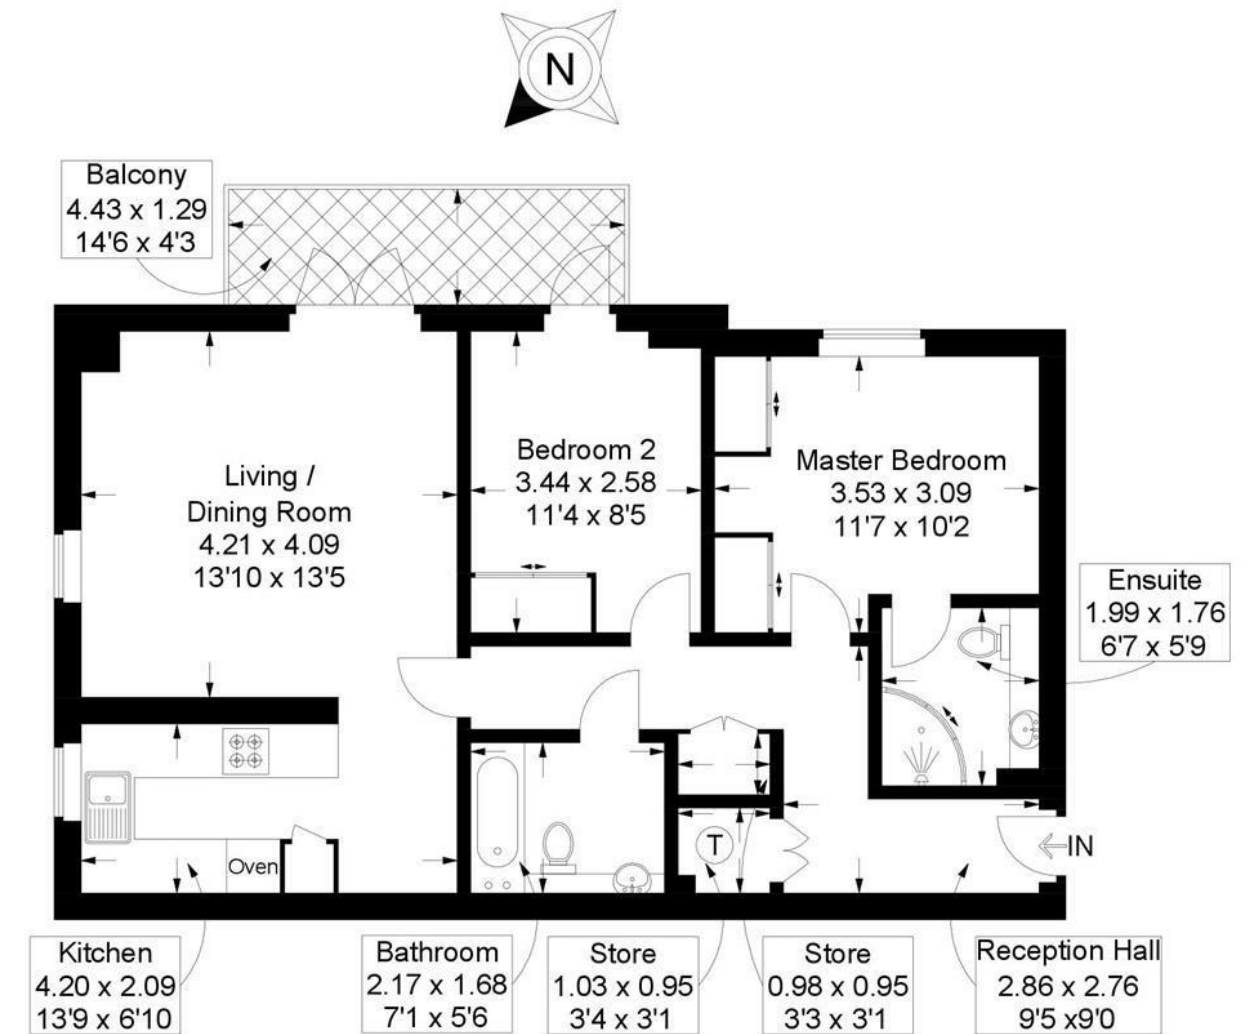 N
Balcony
4.43 x 1.29
14'6 x 4'3
Living /
Dining Room
4.21 x 4.09
13'10 x 13'5
Bedroom 2
3.44 x 2.58
11'4 x 8'5
Master Bedroom
3.53 x 3.09
11'7 x 10'2
Ensuite
1.99 x 1.76
6'7 x 5'9
Oven
T
IN
Kitchen
4.20 x 2.09
13'9 x 6'10
Bathroom
2.17 x 1.68
7'1 x 5'6
Store
1.03 x 0.95
3'4 x 3'1
Store
0.98 x 0.95
3'3 x 3'1
Reception Hall
2.86 x 2.76
9'5 x9'0